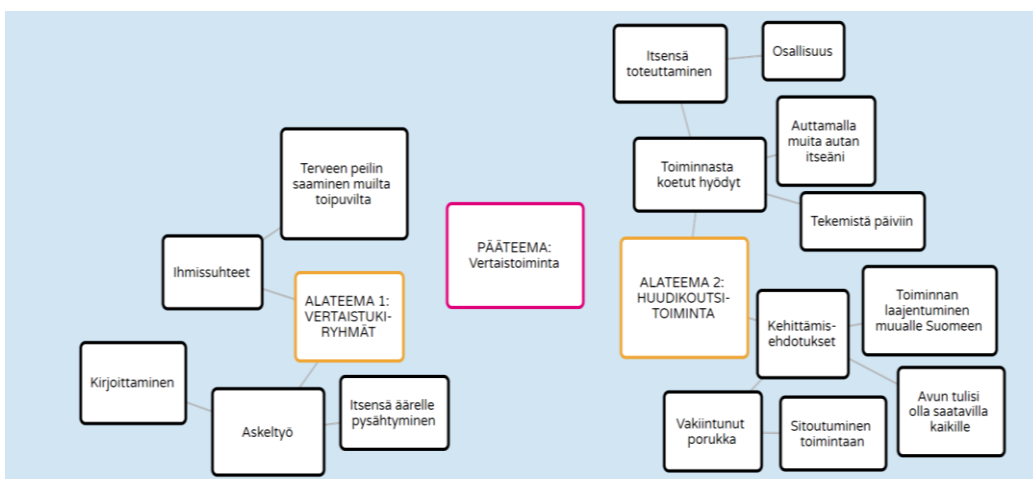 PÄÄTEEMA:
Vertaistoiminta
ALATEEMA 1:
VERTAISTUKI-
RYHMÄT
Ihmissuhteet
Terveen peilin
saaminen muilta
toipuvilta
Askeltyö
Kirjoittaminen
Itsensä äärelle
pysähtyminen
ALATEEMA 2:
HUUDIKOUTSI-
TOIMINTA
Toiminnasta
koetut hyödyt
Itsensä
toteuttaminen
Osallisuus
Auttamalla
muita autan
itseäni
Tekemistä päiviin
Kehittämis-
ehdotukset
Toiminnan
laajentuminen
muualle Suomeen
Avun tulisi
olla saatavilla
kaikille
Vakiintunut
porukka
Sitoutuminen
toimintaan